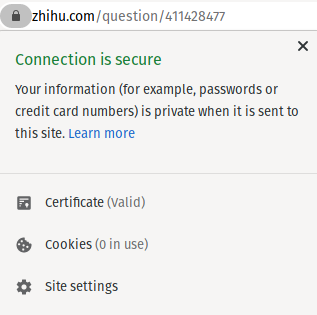 zhihu.com/question/411428477
Connection is secure
Your information (for example, passwords or
credit card numbers) is private when it is sent to
this site. Learn more
Certificate (Valid)
Cookies (0 in use)
Site settings